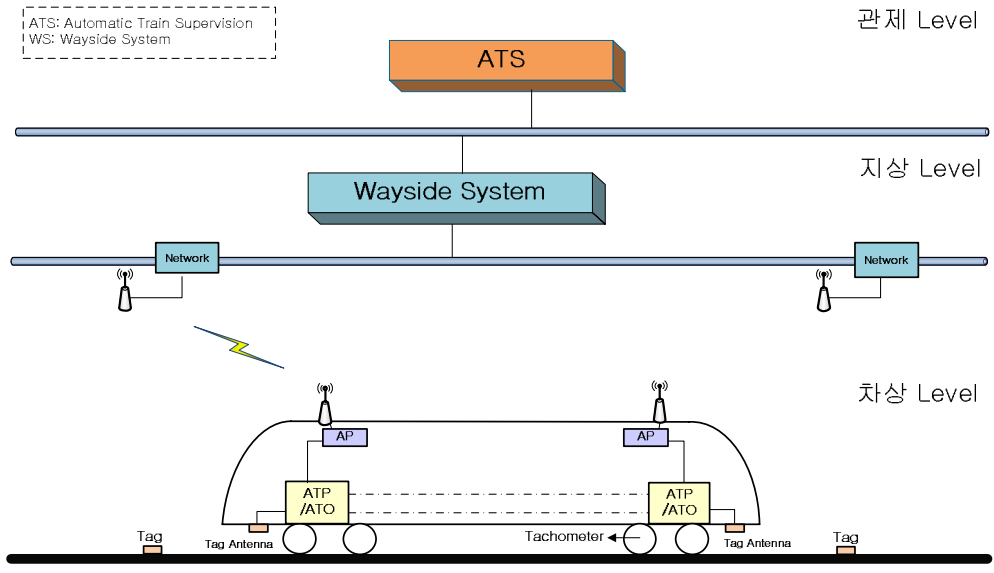 ATS: Automatic Train Supervision
WS: Wayside System
관제 Level
ATS
지상 Level
Wayside System
Network
Network
차상 Level
AP
AP
ATP
/ATO
ATP
/ATO
Tag
Tag Antenna
Tachometer
Tag Antenna
Tag